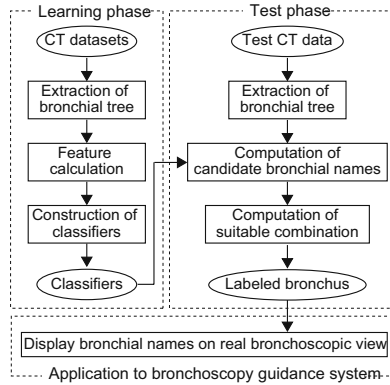 Learning phase
CT datasets
Extraction of
bronchial tree
Feature
calculation
Construction of
classifiers
Classifiers
Test phase
Test CT data
Extraction of
bronchial tree
Computation of
candidate bronchial names
Computation of
suitable combination
Labeled bronchus
Display bronchial names on real bronchoscopic view
Application to bronchoscopy guidance system